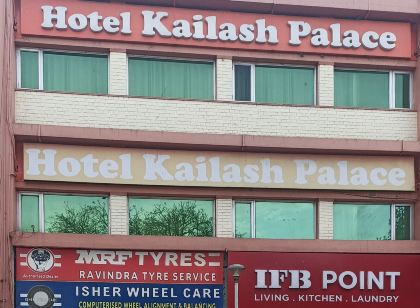 Hotel Kailash Palace
Hotel Kailash Palace
MRF TYRES
RAVINDRA TYRE SERVICE
ISHER WHEEL CARE
COMPUTERISED WHEEL ALIGNMENT & BALANCING
IFB POINT
LIVING . KITCHEN . LAUNDRY